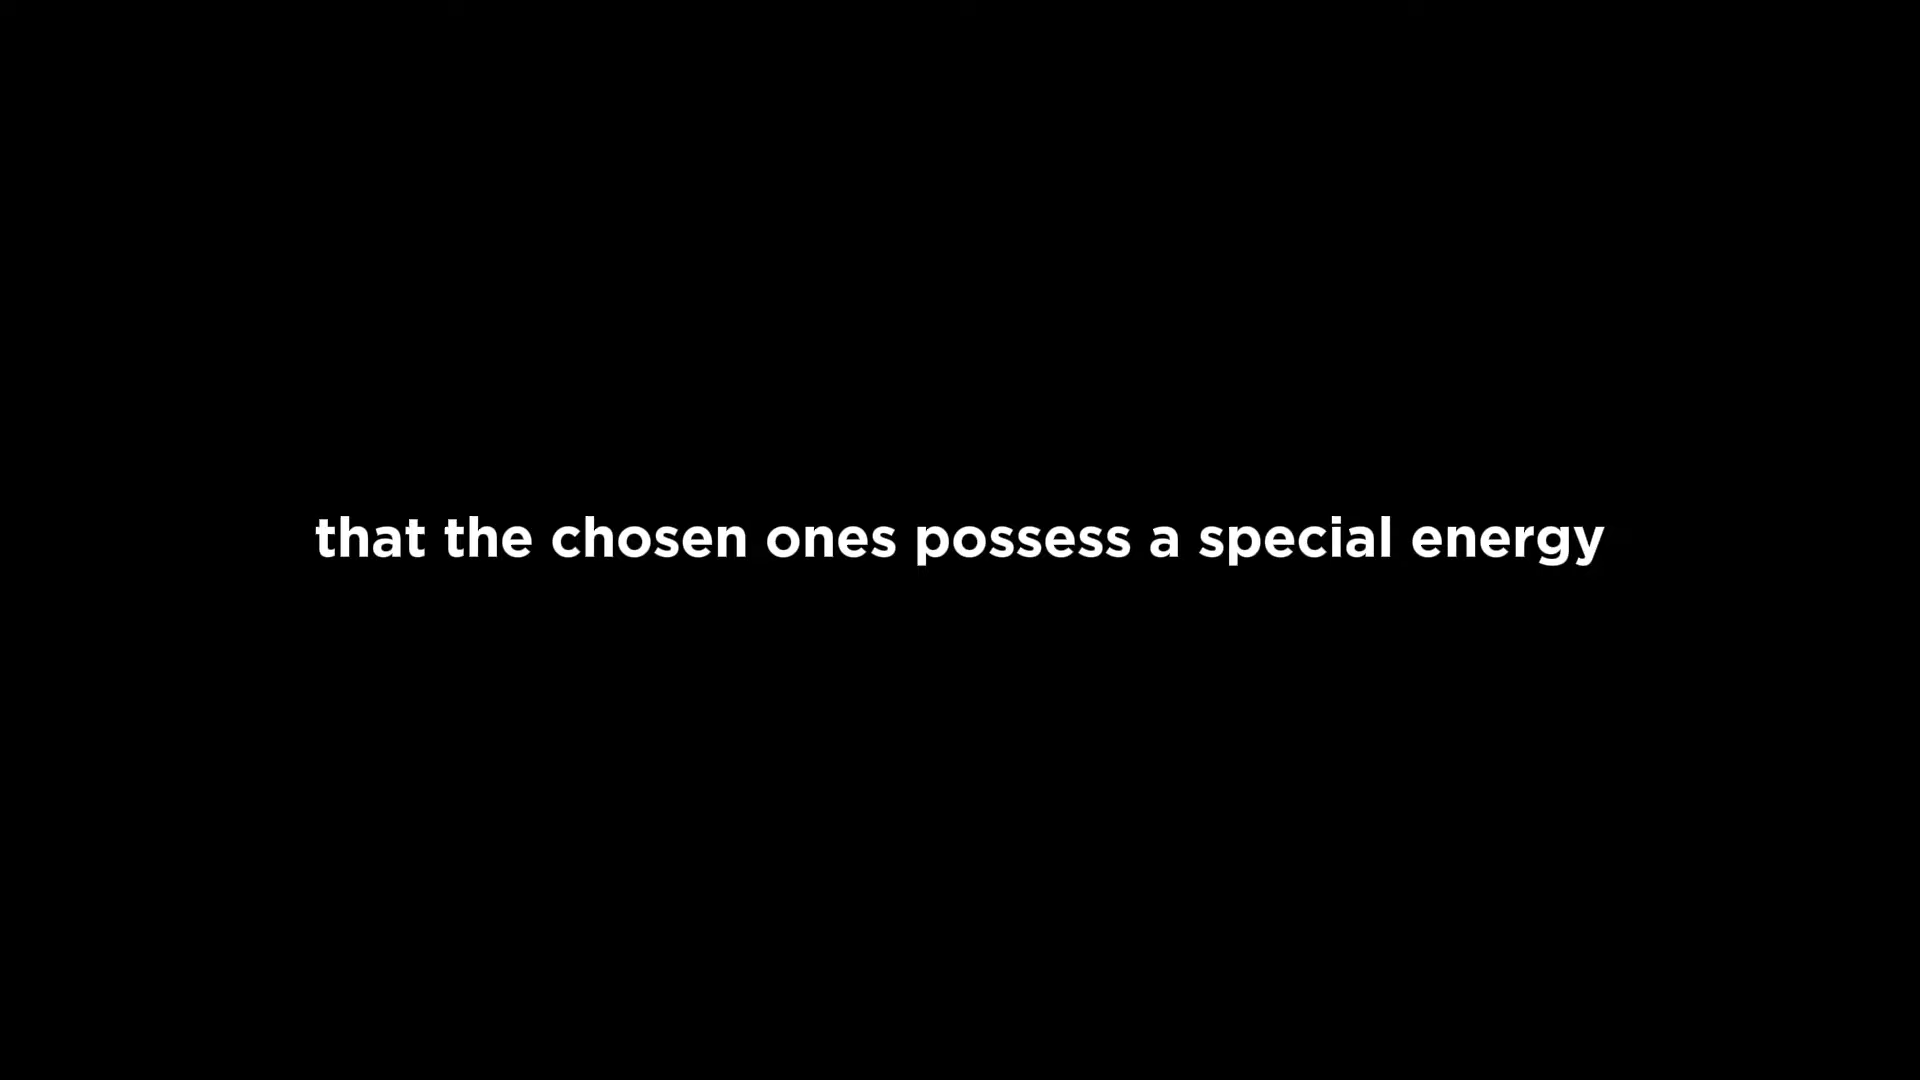 that the chosen ones possess a special energy